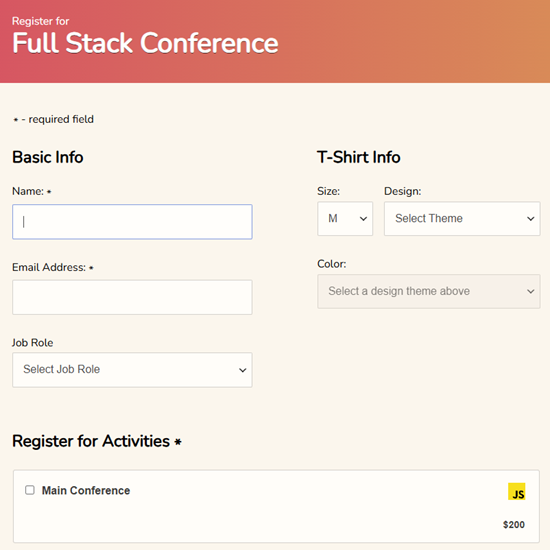 Register for
Full Stack Conference
* - required field
Basic Info
Name: *
Email Address: *
Job Role
Select Job Role
T-Shirt Info
Size:
Design:
M
Select Theme
Color:
Select a design theme above
Register for Activities *
Main Conference
JS
$200